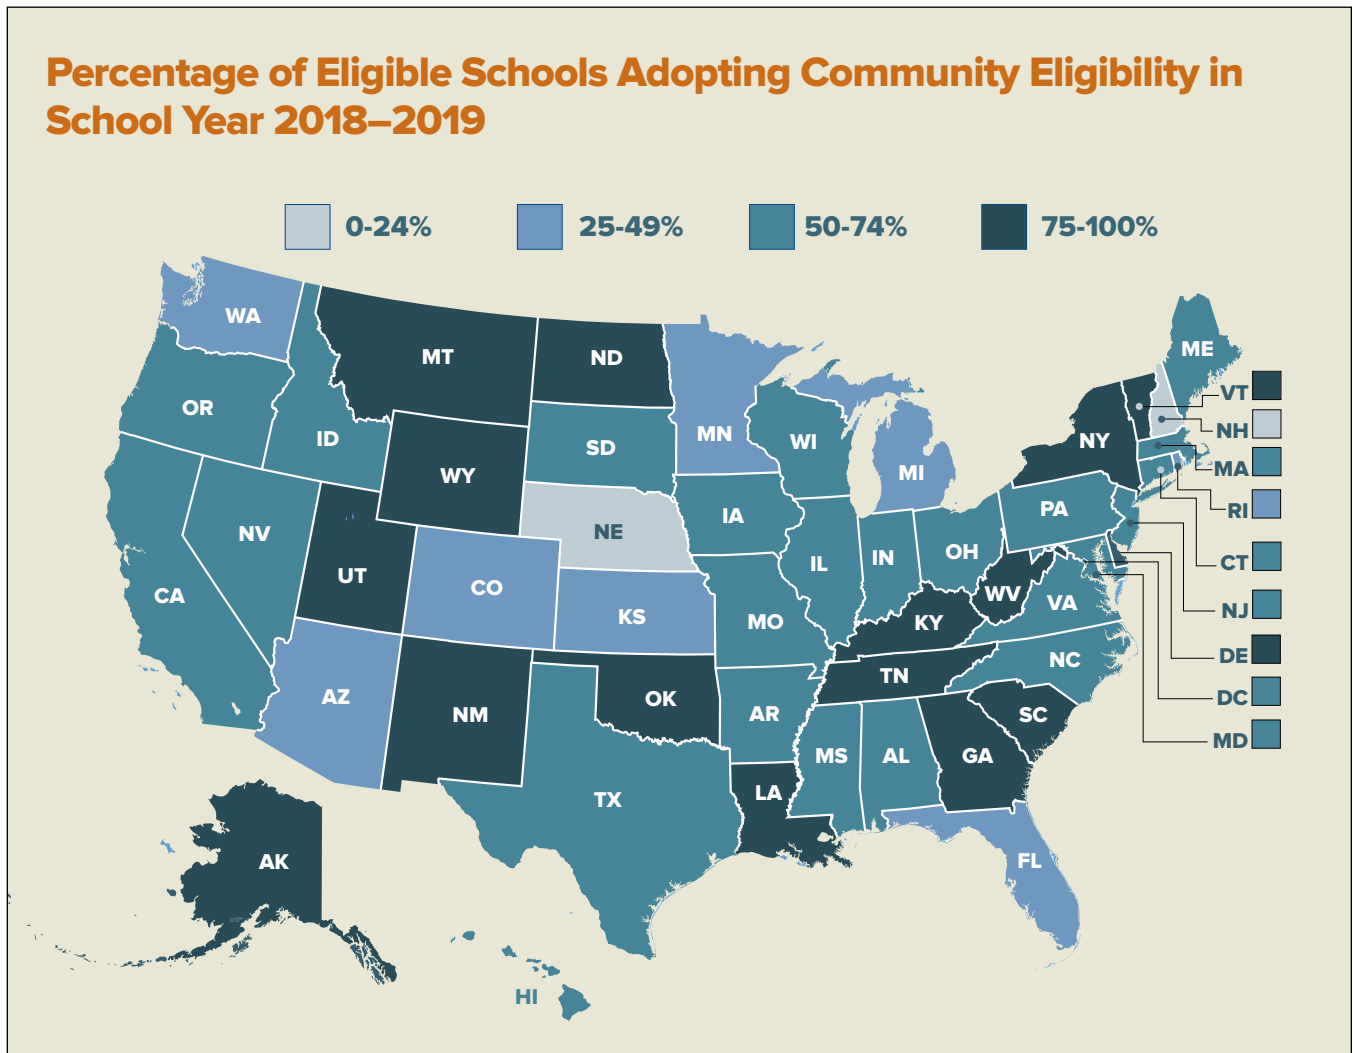 Percentage of Eligible Schools Adopting Community Eligibility in
School Year 2018–2019
0-24%
25-49%
50-74%
75-100%
WA
MT
ND
ME
OR
ID
WY
SD
MN
WI
MI
NY
VT
NH
MA
RI
NV
UT
NE
IA
IL
IN
OH
PA
CT
CA
CO
KS
MO
KY
WV
VA
NJ
AZ
NM
OK
AR
TN
NC
DE
DC
MD
TX
LA
MS
AL
GA
SC
FL
AK
HI